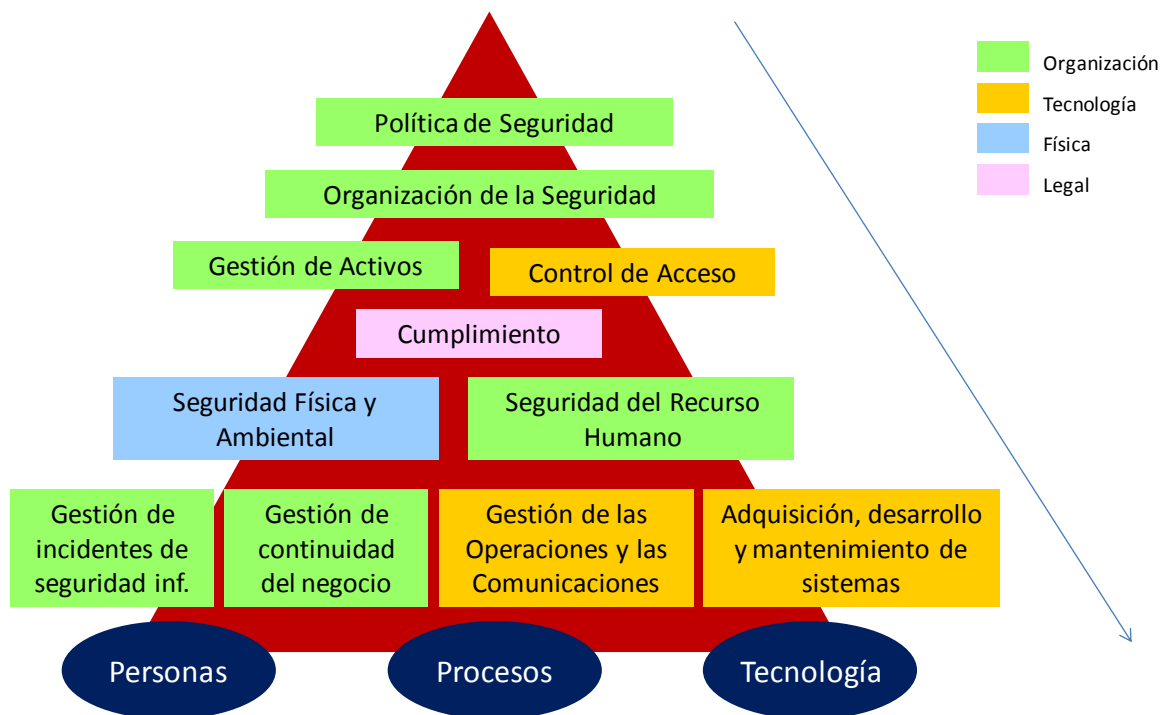 Organización
Tecnología
Física
Legal
Política de Seguridad
Organización de la Seguridad
Gestión de Activos
Control de Acceso
Cumplimiento
Seguridad Física y
Ambiental
Seguridad del Recurso
Humano
Gestión de
incidentes de
seguridad inf.
Gestión de
continuidad
del negocio
Gestión de las
Operaciones y las
Comunicaciones
Adquisición, desarrollo
y mantenimiento de
sistemas
Personas
Procesos
Tecnología